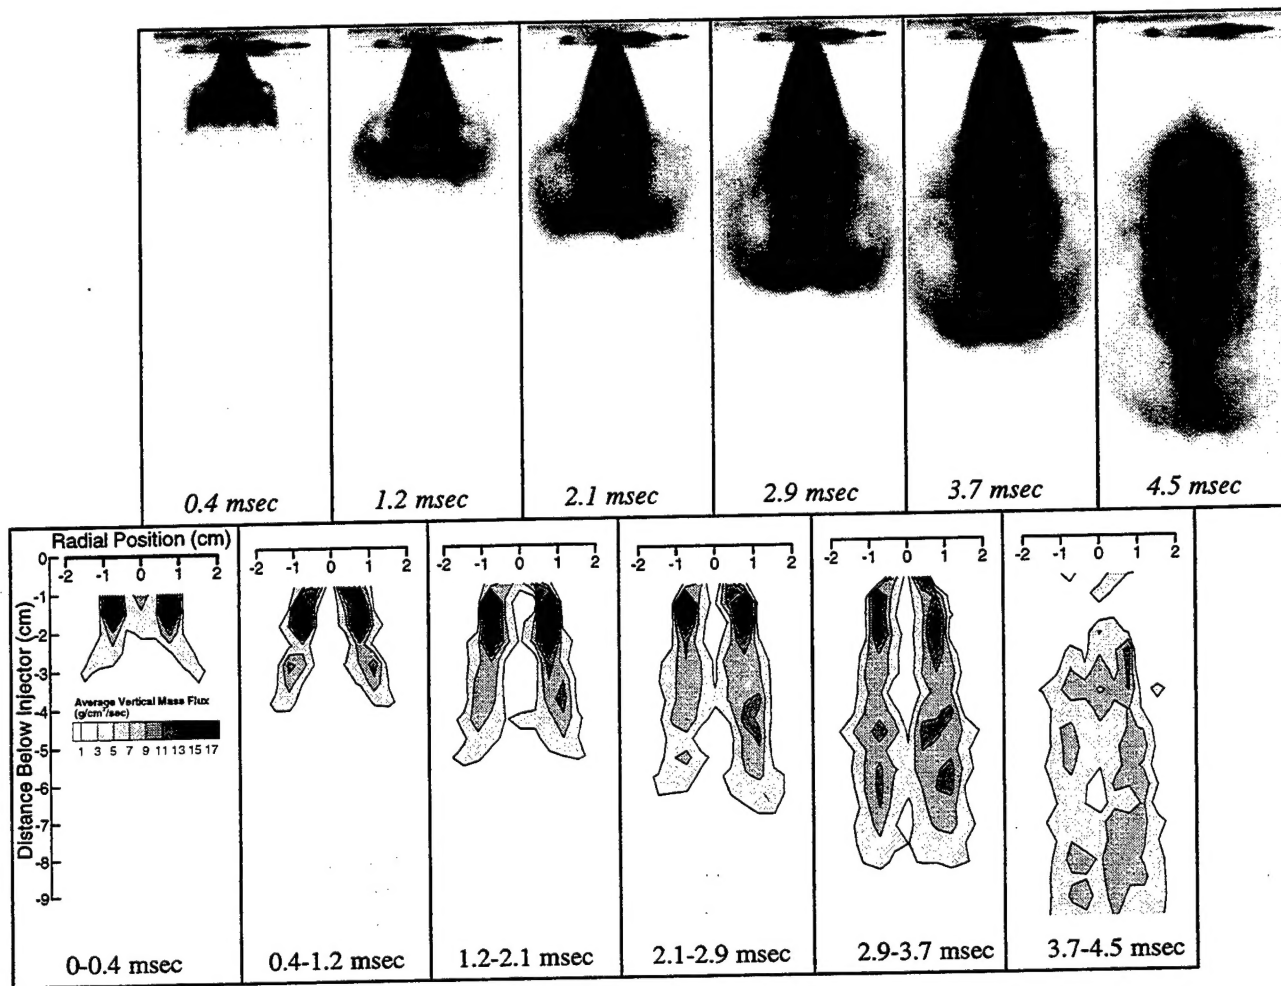 0.4 msec
1.2 msec
2.1 msec
2.9 msec
3.7 msec
4.5 msec
Radial Position (cm)
-2 -1 0 1 2
-2 -1 0 1 2
-2 -1 0 1 2
-2 -1 0 1 2
-2 -1 0 1 2
-2 -1 0 1 2
Distance Below Injector (cm)
0
-1
-2
-3
-4
-5
-6
-7
-8
-9
Average Vertical Mass Flux
(g/cm²/sec)
1 3 5 7 9 11 13 15 17
0-0.4 msec
0.4-1.2 msec
1.2-2.1 msec
2.1-2.9 msec
2.9-3.7 msec
3.7-4.5 msec